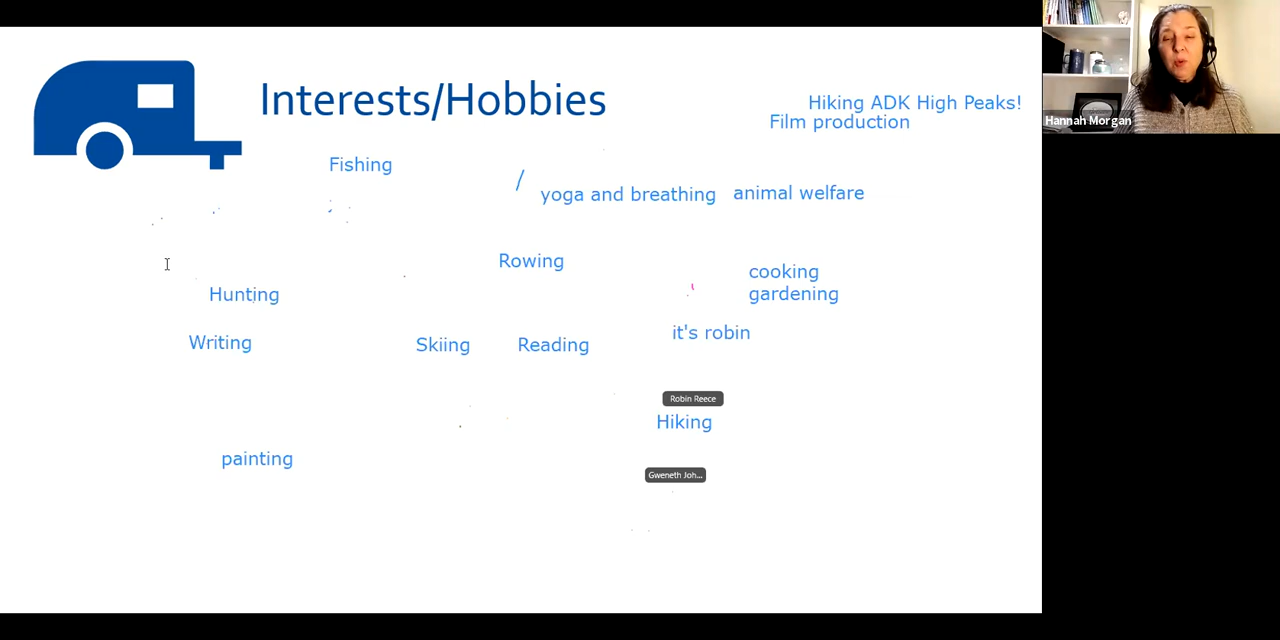 Interests/Hobbies
Hiking ADK High Peaks!
Film production
Hannah Morgan
Fishing
/
yoga and breathing
animal welfare
Rowing
cooking
gardening
Hunting
it's robin
Writing
Skiing
Reading
Robin Reece
Hiking
painting
Gweneth Joh...